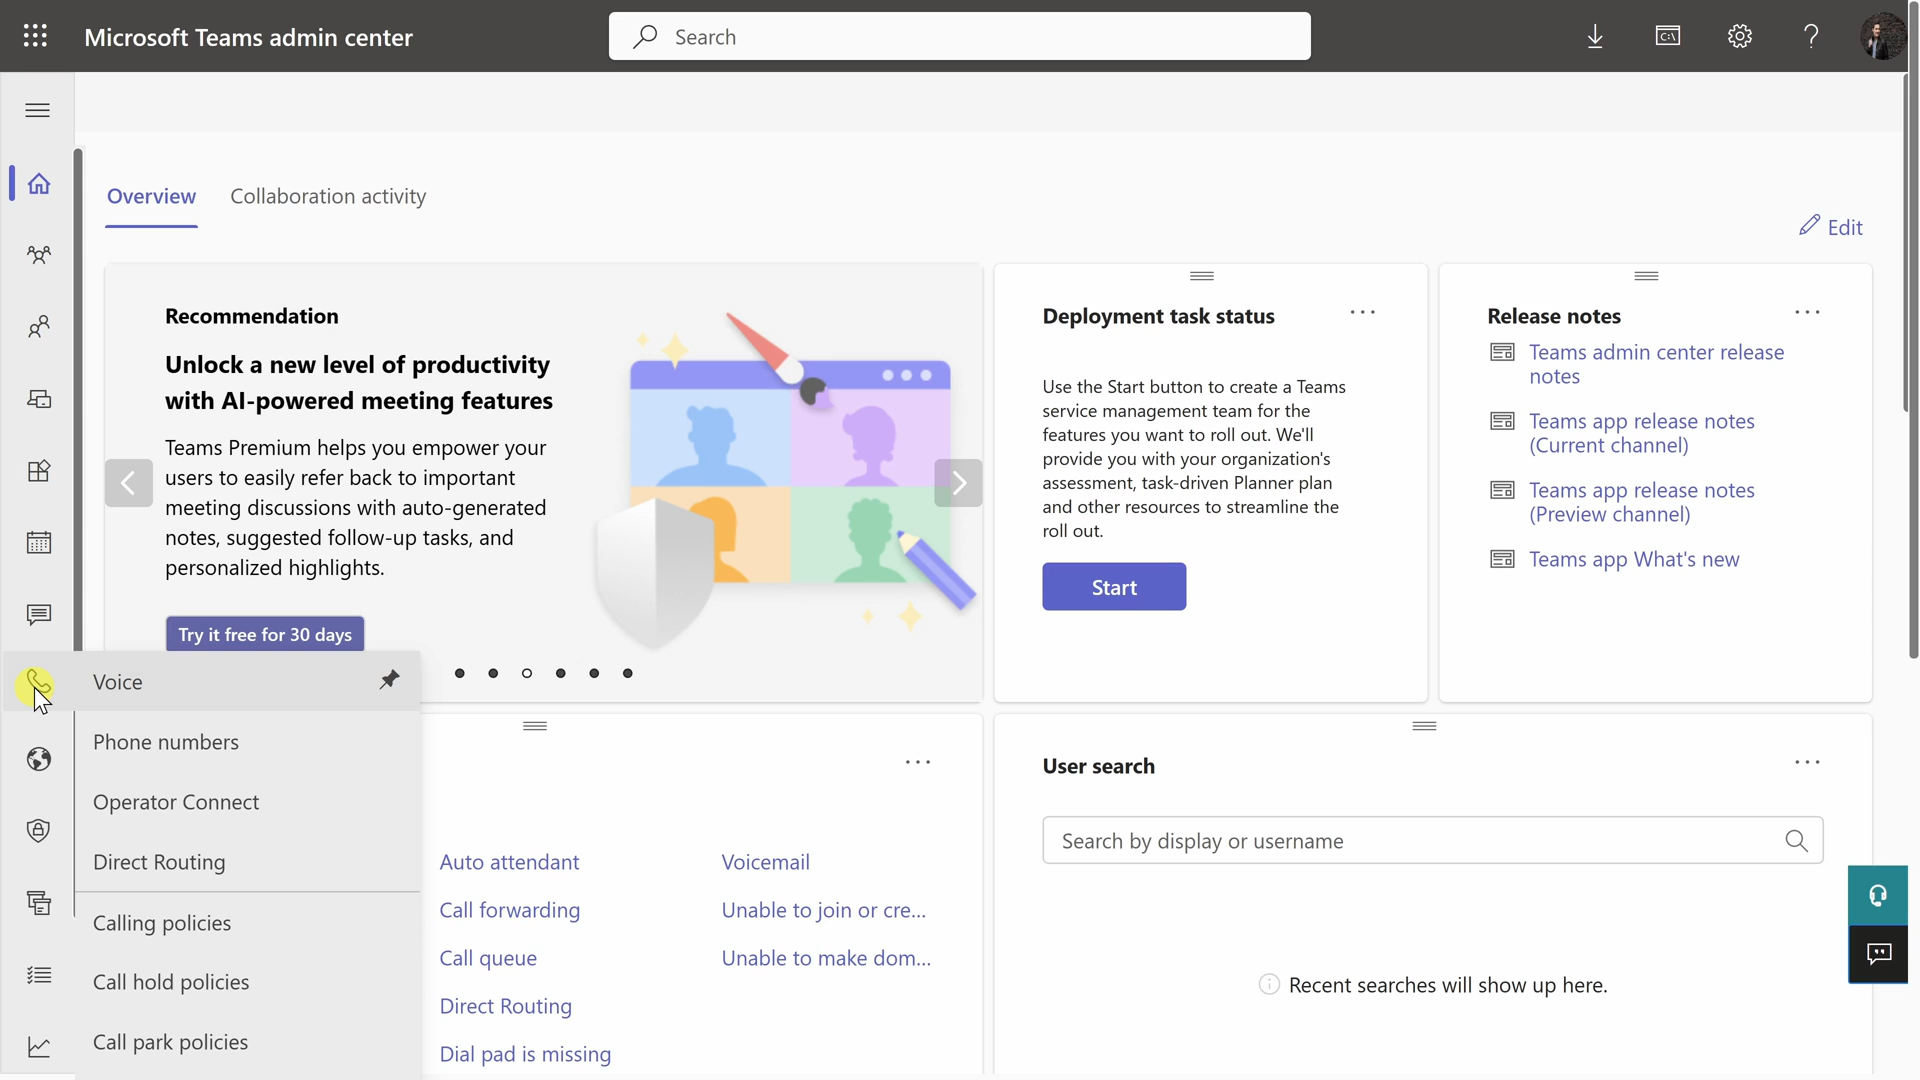 Microsoft Teams admin center
Search
C:\
Overview
Collaboration activity
Edit
Recommendation
Unlock a new level of productivity
with AI-powered meeting features
Teams Premium helps you empower your
users to easily refer back to important
meeting discussions with auto-generated
notes, suggested follow-up tasks, and
personalized highlights.
Try it free for 30 days
Deployment task status
Use the Start button to create a Teams
service management team for the
features you want to roll out. We'll
provide you with your organization's
assessment, task-driven Planner plan
and other resources to streamline the
roll out.
Start
Release notes
Teams admin center release
notes
Teams app release notes
(Current channel)
Teams app release notes
(Preview channel)
Teams app What's new
Voice
Phone numbers
Operator Connect
Direct Routing
Calling policies
Call hold policies
Call park policies
Auto attendant
Call forwarding
Call queue
Direct Routing
Dial pad is missing
Voicemail
Unable to join or cre...
Unable to make dom...
User search
Search by display or username
Recent searches will show up here.